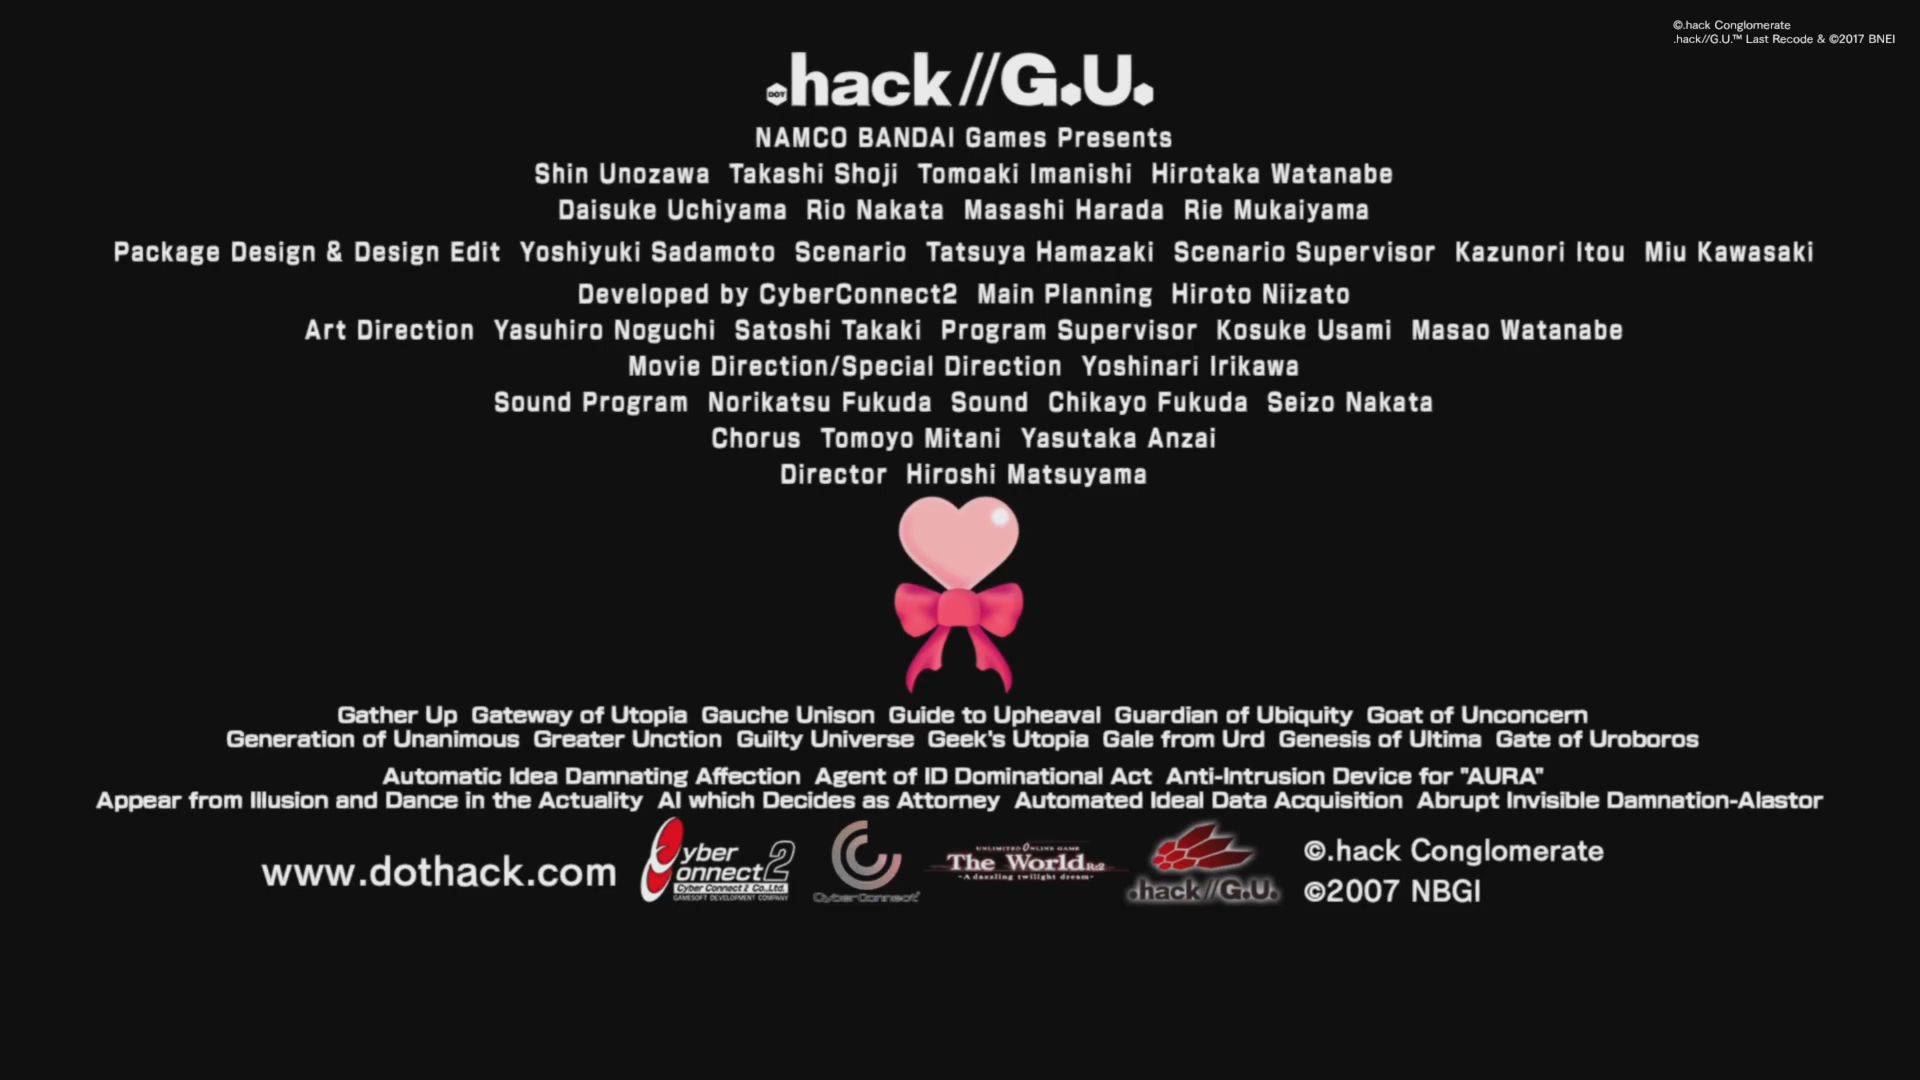 ©.hack Conglomerate
.hack//G.U.™ Last Recode & ©2017 BNEI
DOT .hack//G.U.
NAMCO BANDAI Games Presents
Shin Unozawa Takashi Shoji Tomoaki Imanishi Hirotaka Watanabe
Daisuke Uchiyama Rio Nakata Masashi Harada Rie Mukaiyama
Package Design & Design Edit Yoshiyuki Sadamoto Scenario Tatsuya Hamazaki Scenario Supervisor Kazunori Itou Miu Kawasaki
Developed by CyberConnect2 Main Planning Hiroto Niizato
Art Direction Yasuhiro Noguchi Satoshi Takaki Program Supervisor Kosuke Usami Masao Watanabe
Movie Direction/Special Direction Yoshinari Irikawa
Sound Program Norikatsu Fukuda Sound Chikayo Fukuda Seizo Nakata
Chorus Tomoyo Mitani Yasutaka Anzai
Director Hiroshi Matsuyama
Gather Up Gateway of Utopia Gauche Unison Guide to Upheaval Guardian of Ubiquity Goat of Unconcern
Generation of Unanimous Greater Unction Guilty Universe Geek's Utopia Gale from Urd Genesis of Ultima Gate of Uroboros
Automatic Idea Damnating Affection Agent of ID Dominational Act Anti-Intrusion Device for "AURA"
Appear from Illusion and Dance in the Actuality AI which Decides as Attorney Automated Ideal Data Acquisition Abrupt Invisible Damnation-Alastor
www.dothack.com
Cyber Connect 2
Cyber Connect 2 Co.,Ltd.
GAMESOFT DEVELOPMENT COMPANY
CyberConnect
UNLIMITED ONLINE GAME
The World R:2
-A dazzling twilight dream-
.hack//G.U.
©.hack Conglomerate
©2007 NBGI